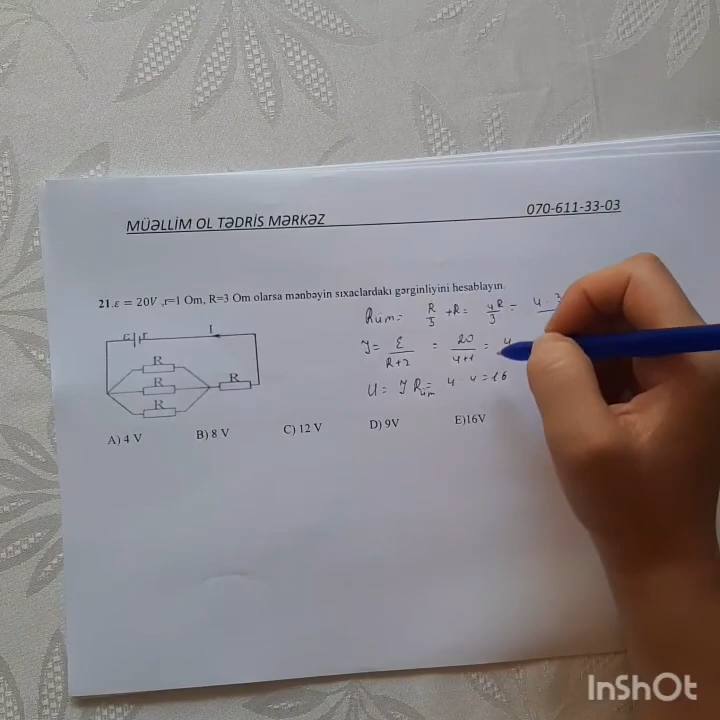 MÜƏLLİM OL TƏDRİS MƏRKƏZ 070-611-33-03
21.ε = 20V ,r=1 Om, R=3 Om olarsa mənbəyin sıxaclardakı gərginliyini hesablayın.
Rüm= R/3 +R= 4R/3 = 4·3
J= ε/R+r = 20/4+1 = 4
U= J Rüm= 4 4=16
ε r I
R
R R
R
A) 4 V B) 8 V C) 12 V D) 9V E)16V
InShOt